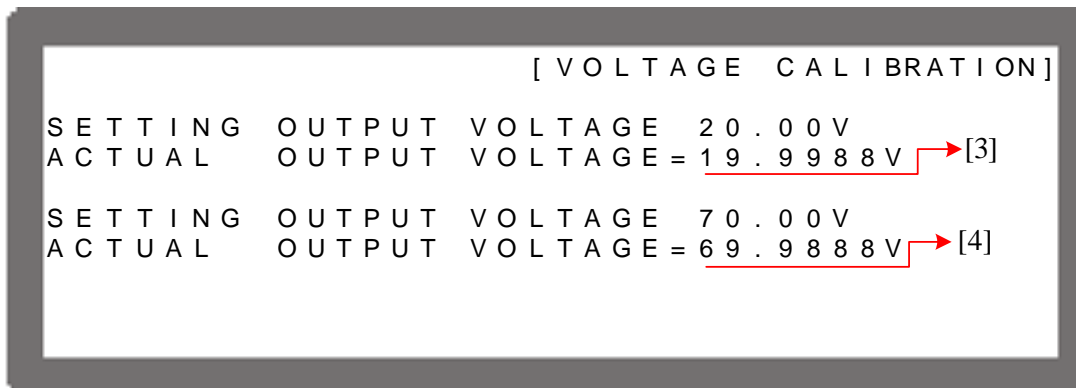 [VOLTAGE CALIBRATION]
SETTING OUTPUT VOLTAGE 20.00V
ACTUAL OUTPUT VOLTAGE=19.9988V [3]
SETTING OUTPUT VOLTAGE 70.00V
ACTUAL OUTPUT VOLTAGE=69.9888V [4]